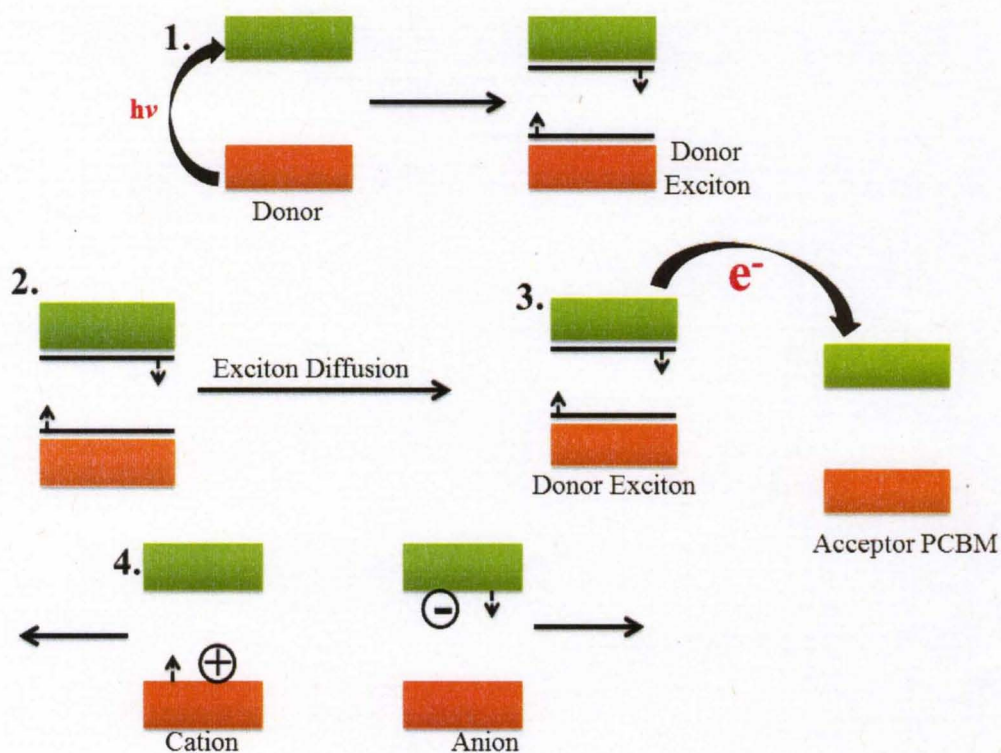 1.
hν
Donor
Donor
Exciton
2.
Exciton Diffusion
3.
e-
Donor Exciton
Acceptor PCBM
4.
-
+
Cation
Anion